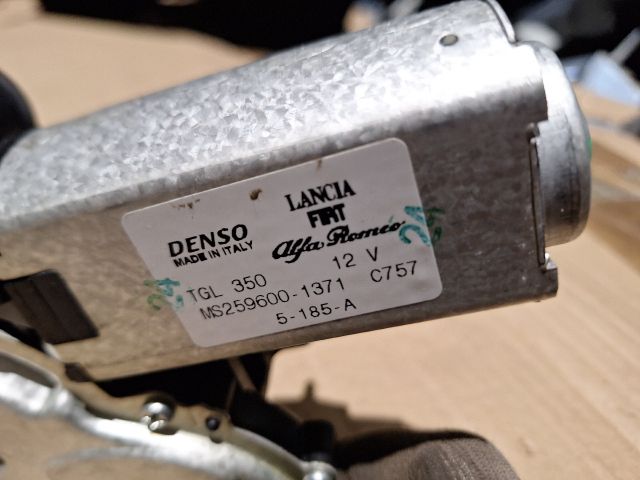 DENSO
MADE IN ITALY
LANCIA
FIAT
Alfa Romeo
TGL 350 12 V
MS259600-1371 C757
5-185-A